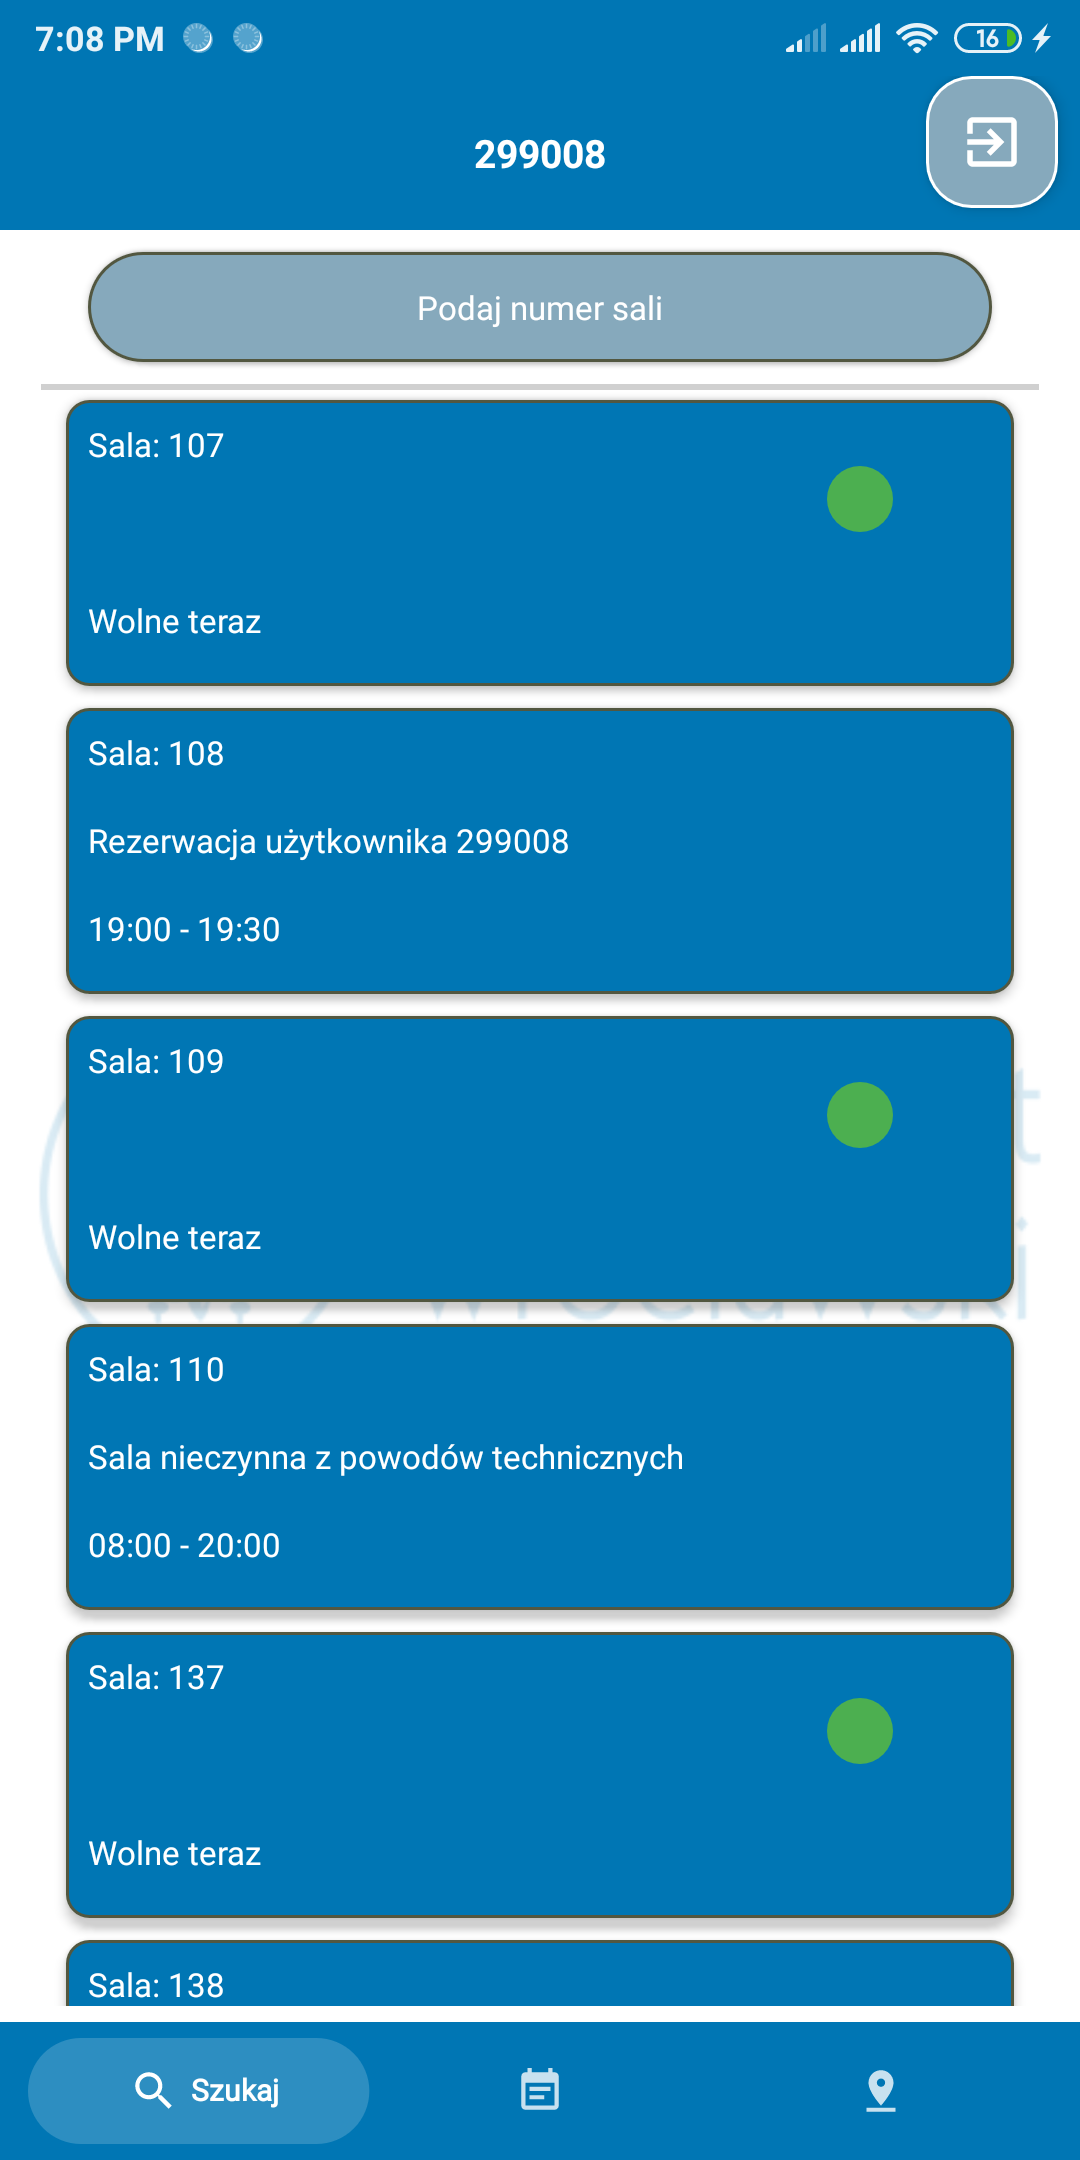 7:08 PM
16
299008
Podaj numer sali
Sala: 107
Wolne teraz
Sala: 108
Rezerwacja użytkownika 299008
19:00 - 19:30
Sala: 109
Wolne teraz
Sala: 110
Sala nieczynna z powodów technicznych
08:00 - 20:00
Sala: 137
Wolne teraz
Sala: 138
Szukaj